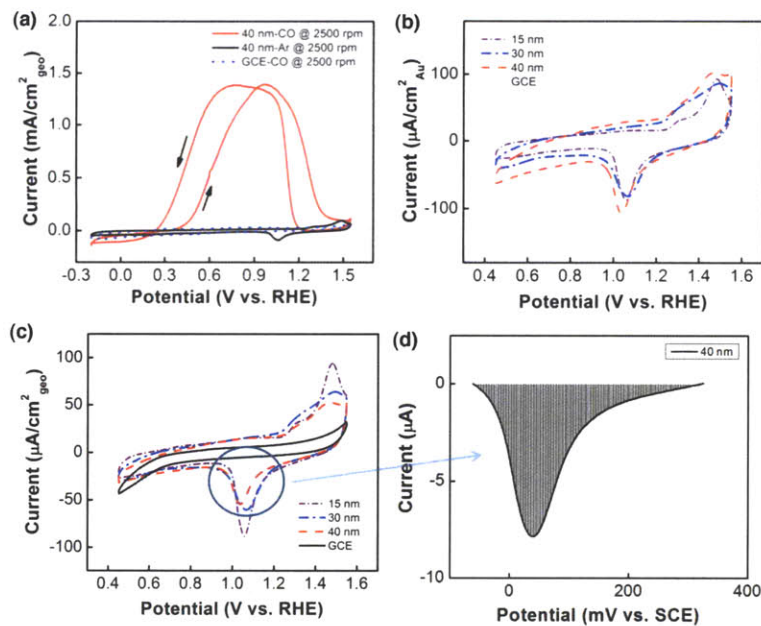 (a)
2.0
1.5
1.0
0.5
0.0
-0.3 0.0 0.3 0.6 0.9 1.2 1.5
Current (mA/cm²geo)
Potential (V vs. RHE)
40 nm-CO @ 2500 rpm
40 nm-Ar @ 2500 rpm
GCE-CO @ 2500 rpm
(b)
100
0
-100
0.4 0.6 0.8 1.0 1.2 1.4 1.6
Current (μA/cm²Au)
Potential (V vs. RHE)
15 nm
30 nm
40 nm
GCE
(c)
100
50
0
-50
-100
0.4 0.6 0.8 1.0 1.2 1.4 1.6
Current (μA/cm²geo)
Potential (V vs. RHE)
15 nm
30 nm
40 nm
GCE
(d)
0
-5
-10
0 200 400
Current (μA)
Potential (mV vs. SCE)
40 nm